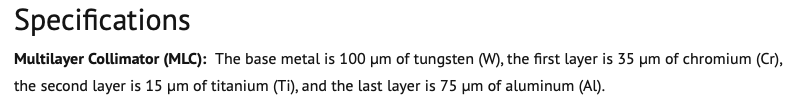 Specifications
Multilayer Collimator (MLC): The base metal is 100 μm of tungsten (W), the first layer is 35 μm of chromium (Cr),
the second layer is 15 μm of titanium (Ti), and the last layer is 75 μm of aluminum (Al).